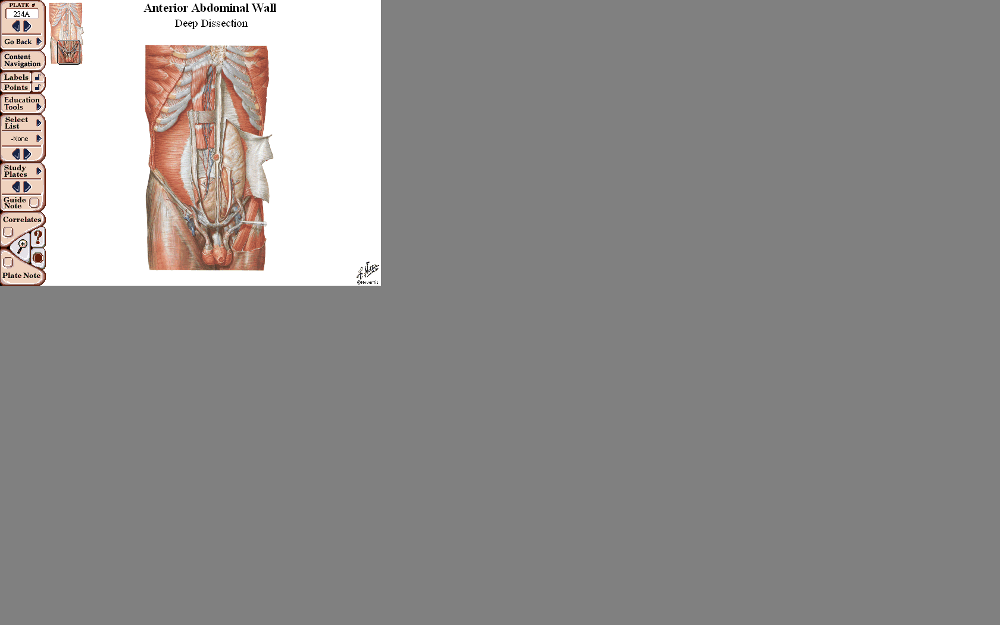 PLATE #
234A
Go Back
Content
Navigation
Labels
Points
Education
Tools
Select
List
-None
Study
Plates
Guide
Note
Correlates
?
Plate Note
Anterior Abdominal Wall
Deep Dissection
F. Netter
©Novartis